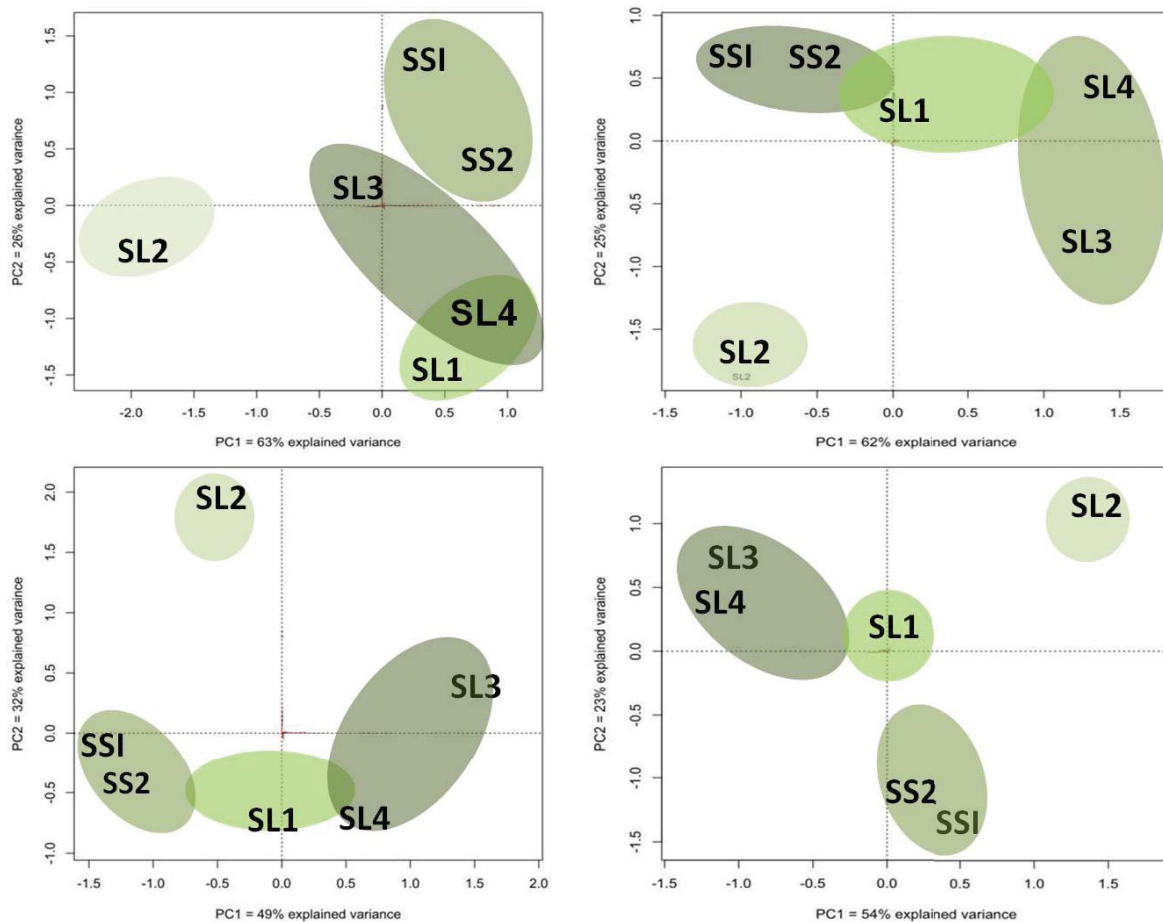 PC2 = 26% explained varaince
1.5
1.0
0.5
0.0
-0.5
-1.0
-1.5
SSI
SS2
SL3
SL2
SL4
SL1
-2.0 -1.5 -1.0 -0.5 0.0 0.5 1.0
PC1 = 63% explained variance
PC2 = 25% explained varaince
1.0
0.5
0.0
-0.5
-1.0
-1.5
SSI SS2
SL4
SL1
SL3
SL2
SL2
-1.5 -1.0 -0.5 0.0 0.5 1.0 1.5
PC1 = 62% explained variance
PC2 = 32% explained varaince
2.0
1.5
1.0
0.5
0.0
-0.5
-1.0
SL2
SL3
SSI
SS2
SL1 SL4
-1.5 -1.0 -0.5 0.0 0.5 1.0 1.5 2.0
PC1 = 49% explained variance
PC2 = 23% explained varaince
1.0
0.5
0.0
-0.5
-1.0
-1.5
SL2
SL3
SL4
SL1
SS2
SSI
-1.5 -1.0 -0.5 0.0 0.5 1.0 1.5
PC1 = 54% explained variance